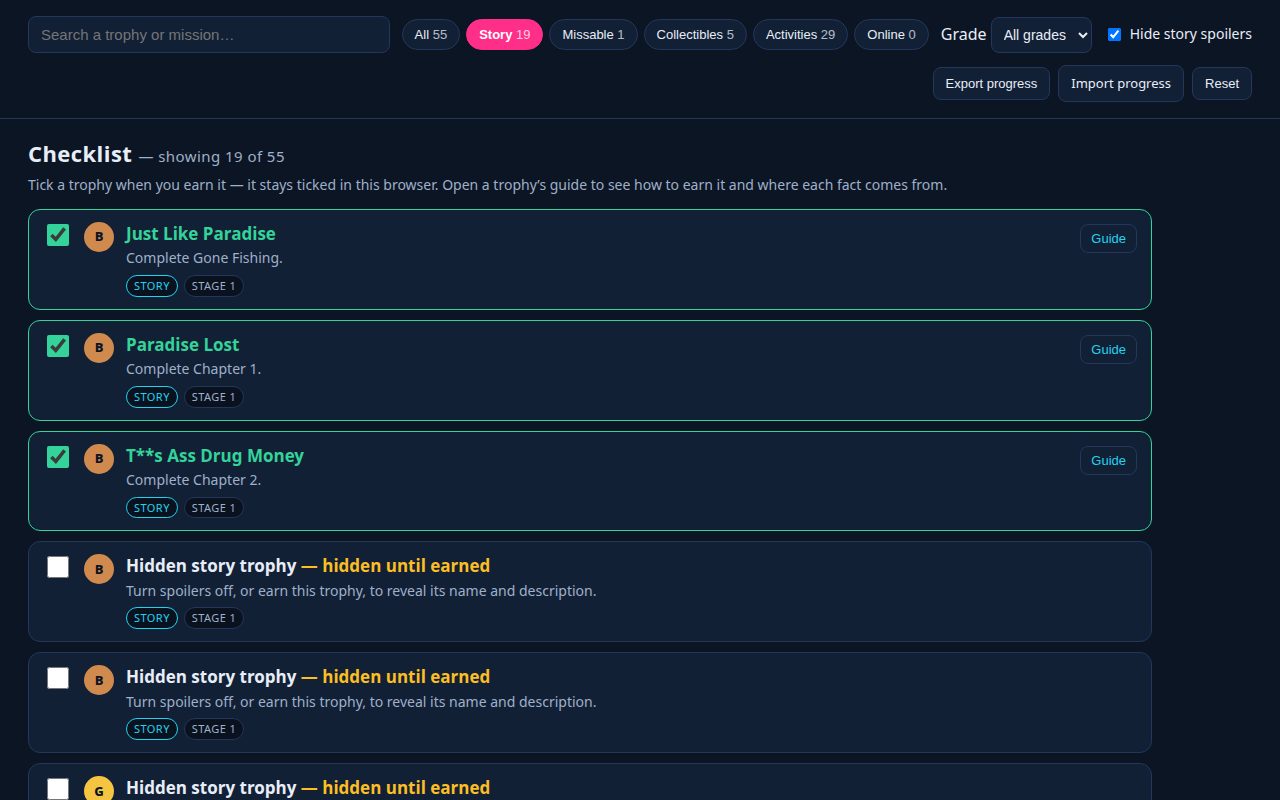 Search a trophy or mission…
All 55
Story 19
Missable 1
Collectibles 5
Activities 29
Online 0
Grade
All grades
Hide story spoilers
Export progress
Import progress
Reset
Checklist — showing 19 of 55
Tick a trophy when you earn it — it stays ticked in this browser. Open a trophy's guide to see how to earn it and where each fact comes from.
B
Just Like Paradise
Guide
Complete Gone Fishing.
STORY
STAGE 1
B
Paradise Lost
Guide
Complete Chapter 1.
STORY
STAGE 1
B
T**s Ass Drug Money
Guide
Complete Chapter 2.
STORY
STAGE 1
B
Hidden story trophy — hidden until earned
Turn spoilers off, or earn this trophy, to reveal its name and description.
STORY
STAGE 1
B
Hidden story trophy — hidden until earned
Turn spoilers off, or earn this trophy, to reveal its name and description.
STORY
STAGE 1
G
Hidden story trophy — hidden until earned